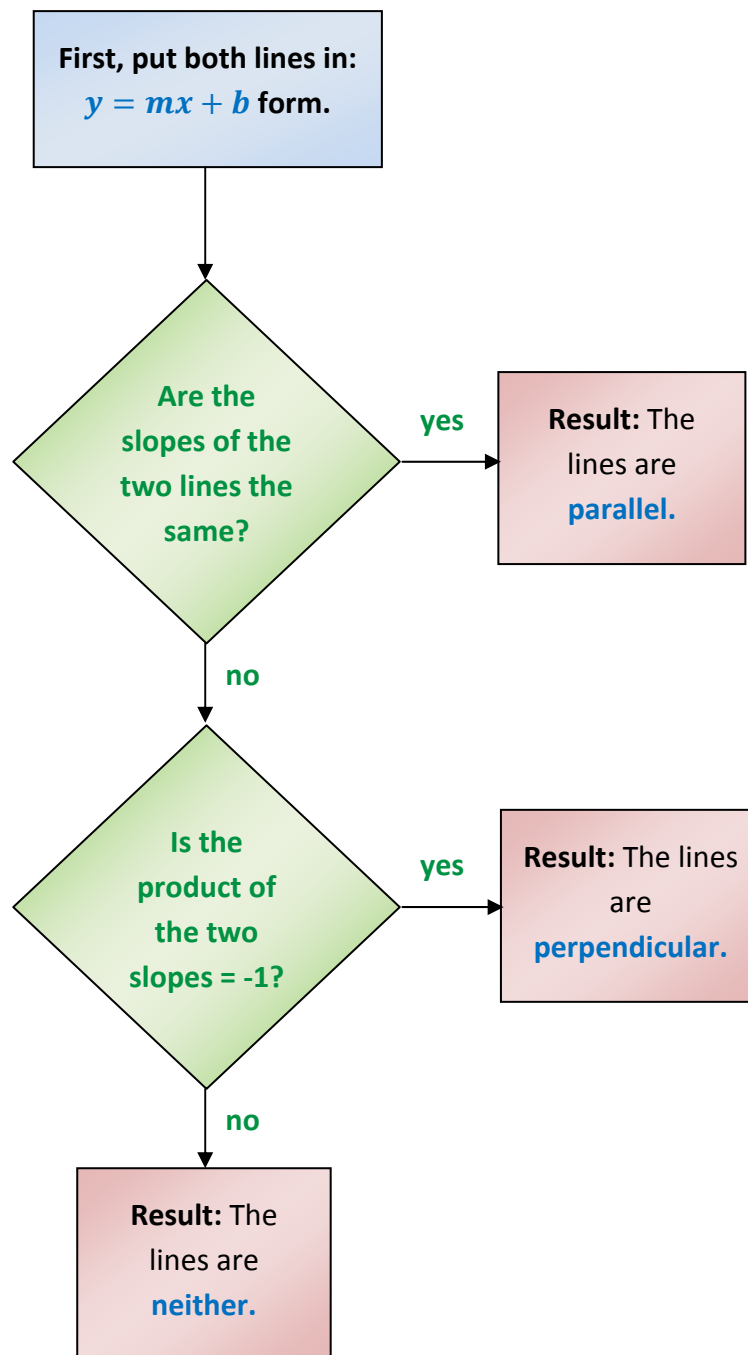 First, put both lines in:
y = mx + b form.
Are the
slopes of the
two lines the
same?
yes
Result: The
lines are
parallel.
no
Is the
product of
the two
slopes = -1?
yes
Result: The lines
are
perpendicular.
no
Result: The
lines are
neither.